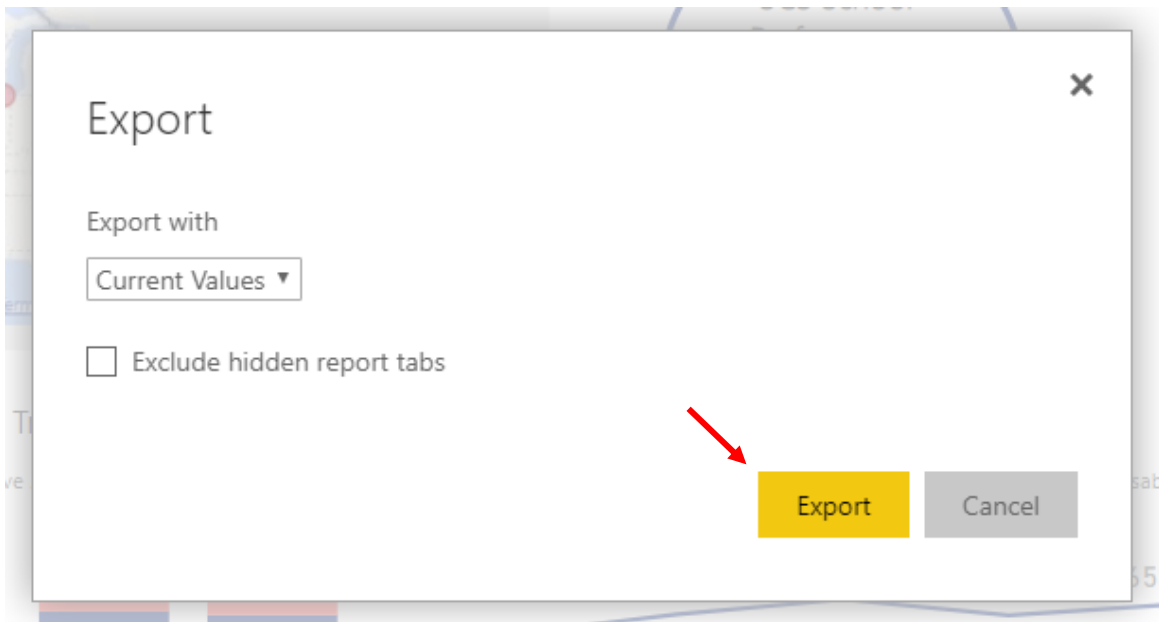 Export
Export with
Current Values
Exclude hidden report tabs
Export
Cancel